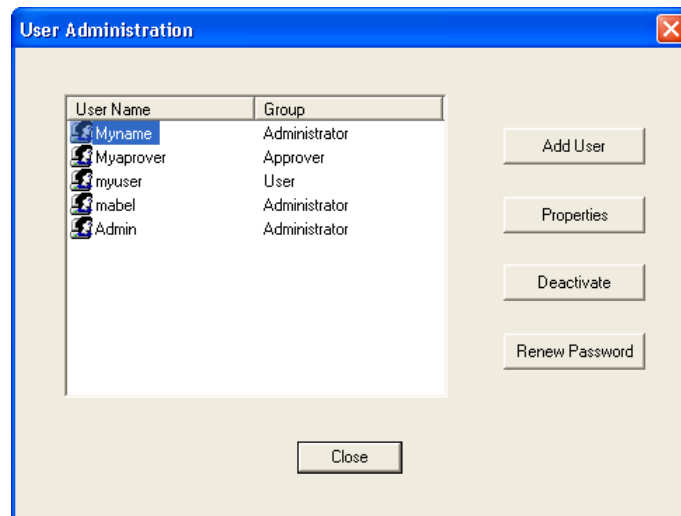 User Administration
User Name Group
Myname Administrator
Myaprover Approver
myuser User
mabel Administrator
Admin Administrator
Add User
Properties
Deactivate
Renew Password
Close